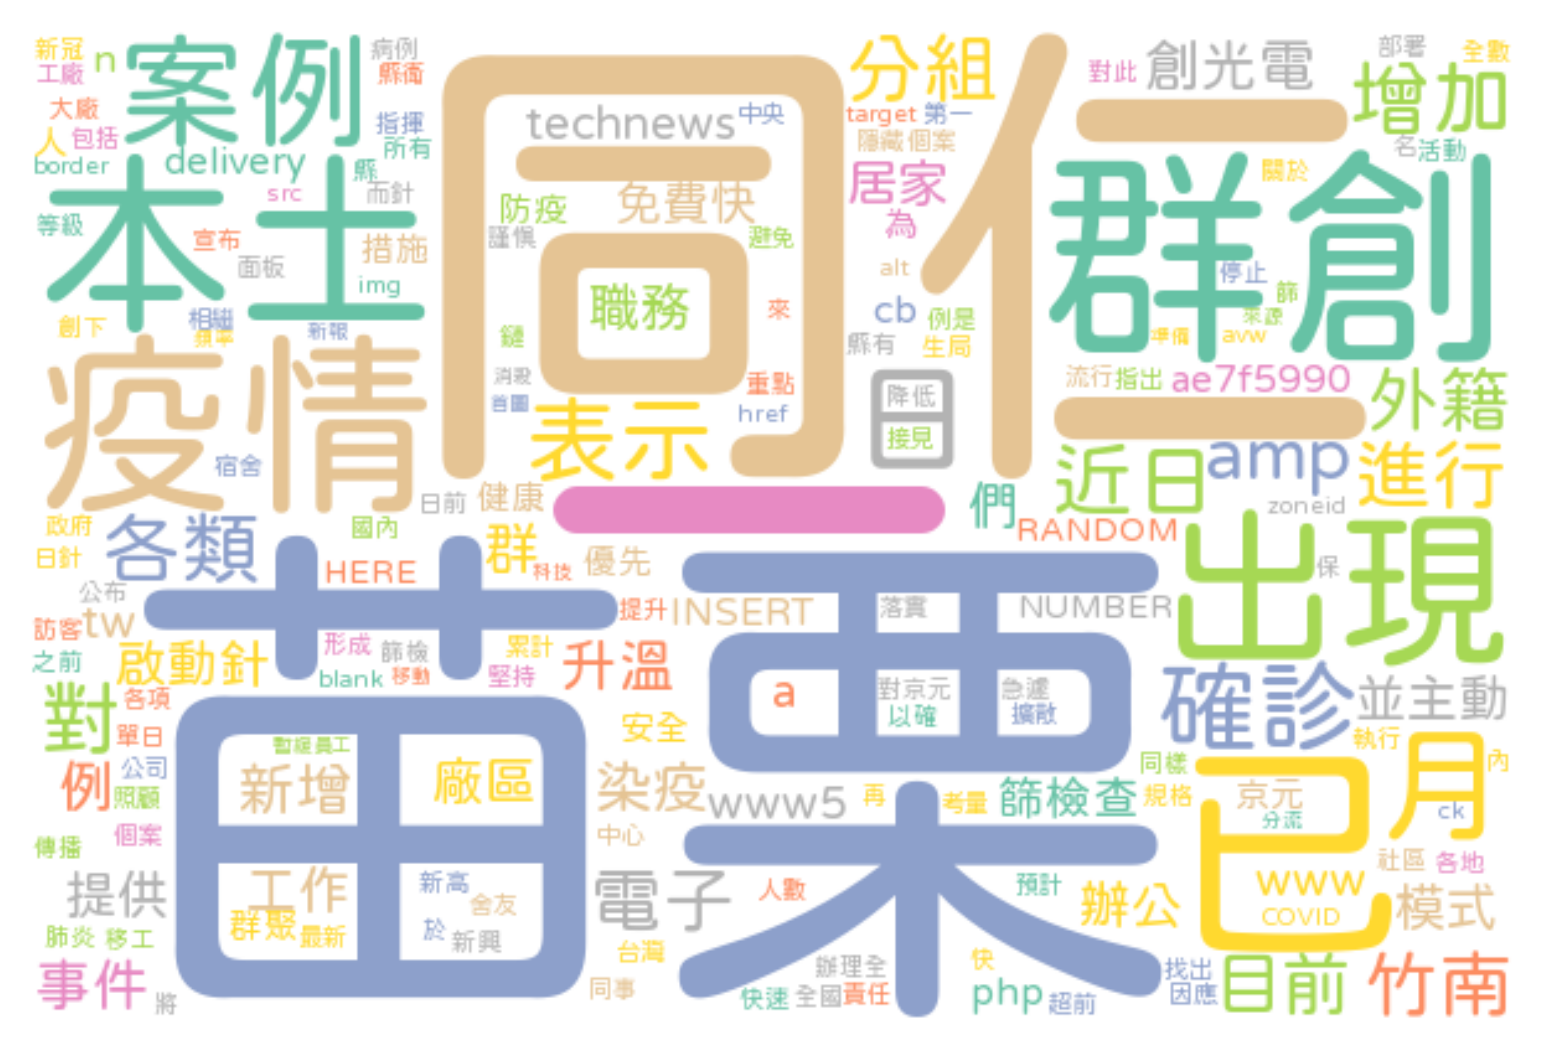 新冠
n
案例
病例
工廠
縣衛
大廠
指揮
人
包括
所有
border
delivery
縣
本土
src
而針
等級
宣布
措施
面板
img
創下
相繼
頻率
新報
疫情
宿舍
日前
同仁
technews
中央
防疫
免費快
謹慎
避免
職務
來
鏈
消毅
重點
首圖
href
表示
健康
一
分組
target
第一
隱藏
個案
居家
為
alt
cb
例是
縣有
生局
日
降低
接見
對此
創光電
部署
全數
增加
名
活動
關於
群創
停止
篩
來源
準備
avw
流行
指出
ae7f5990
外籍
近日
amp
進行
zoneid
們
RANDOM
政府
各類
國內
群
日針
HERE
科技
優先
公布
tw
訪客
提升
INSERT
落實
NUMBER
保
出現
之前
啟動針
形成
篩檢
累計
升溫
blank
移動
堅持
苗栗
a
對京元
急遽
以確
擴散
確診
並主動
對
各項
單日
安全
執行
例
公司
照顧
暫緩
員工
新增
廠區
染疫
www5
再
考量
篩檢查
同樣
規格
已
京元
分流
月
內
ck
個案
傳播
中心
社區
各地
提供
工作
新高
舍友
電子
人數
預計
辦公
www
COVID
模式
群聚
最新
於
新興
肺炎
移工
台灣
辦理全
快
找出
事件
將
同事
快速
全國
責任
php
超前
因應
目前
竹南